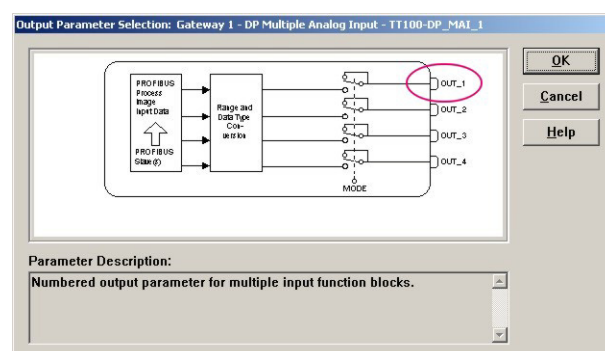 Output Parameter Selection: Gateway 1 - DP Multiple Analog Input - TT100-DP_MAI_1
OK
Cancel
Help
PROFIBUS
Process
Image
Input Data
PROFIBUS
Slave (s)
Range and
Data Type
Con-
version
OUT_1
OUT_2
OUT_3
OUT_4
MODE
Parameter Description:
Numbered output parameter for multiple input function blocks.